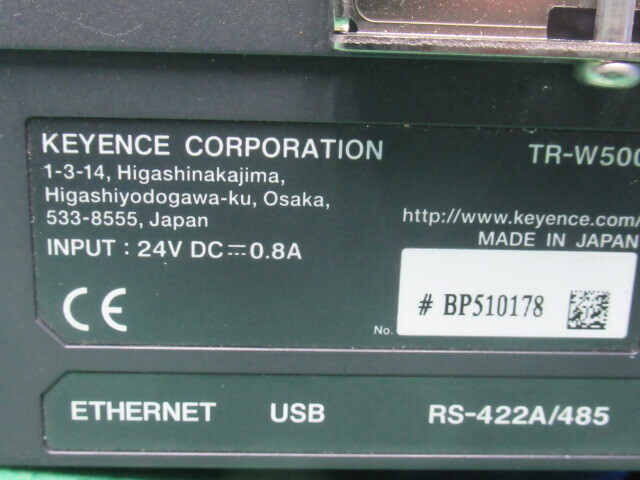 KEYENCE CORPORATION
TR-W500
1-3-14, Higashinakajima,
Higashiyodogawa-ku, Osaka,
533-8555, Japan
http://www.keyence.com/
INPUT : 24V DC⎓0.8A
MADE IN JAPAN
CE
No.
# BP510178
ETHERNET
USB
RS-422A/485